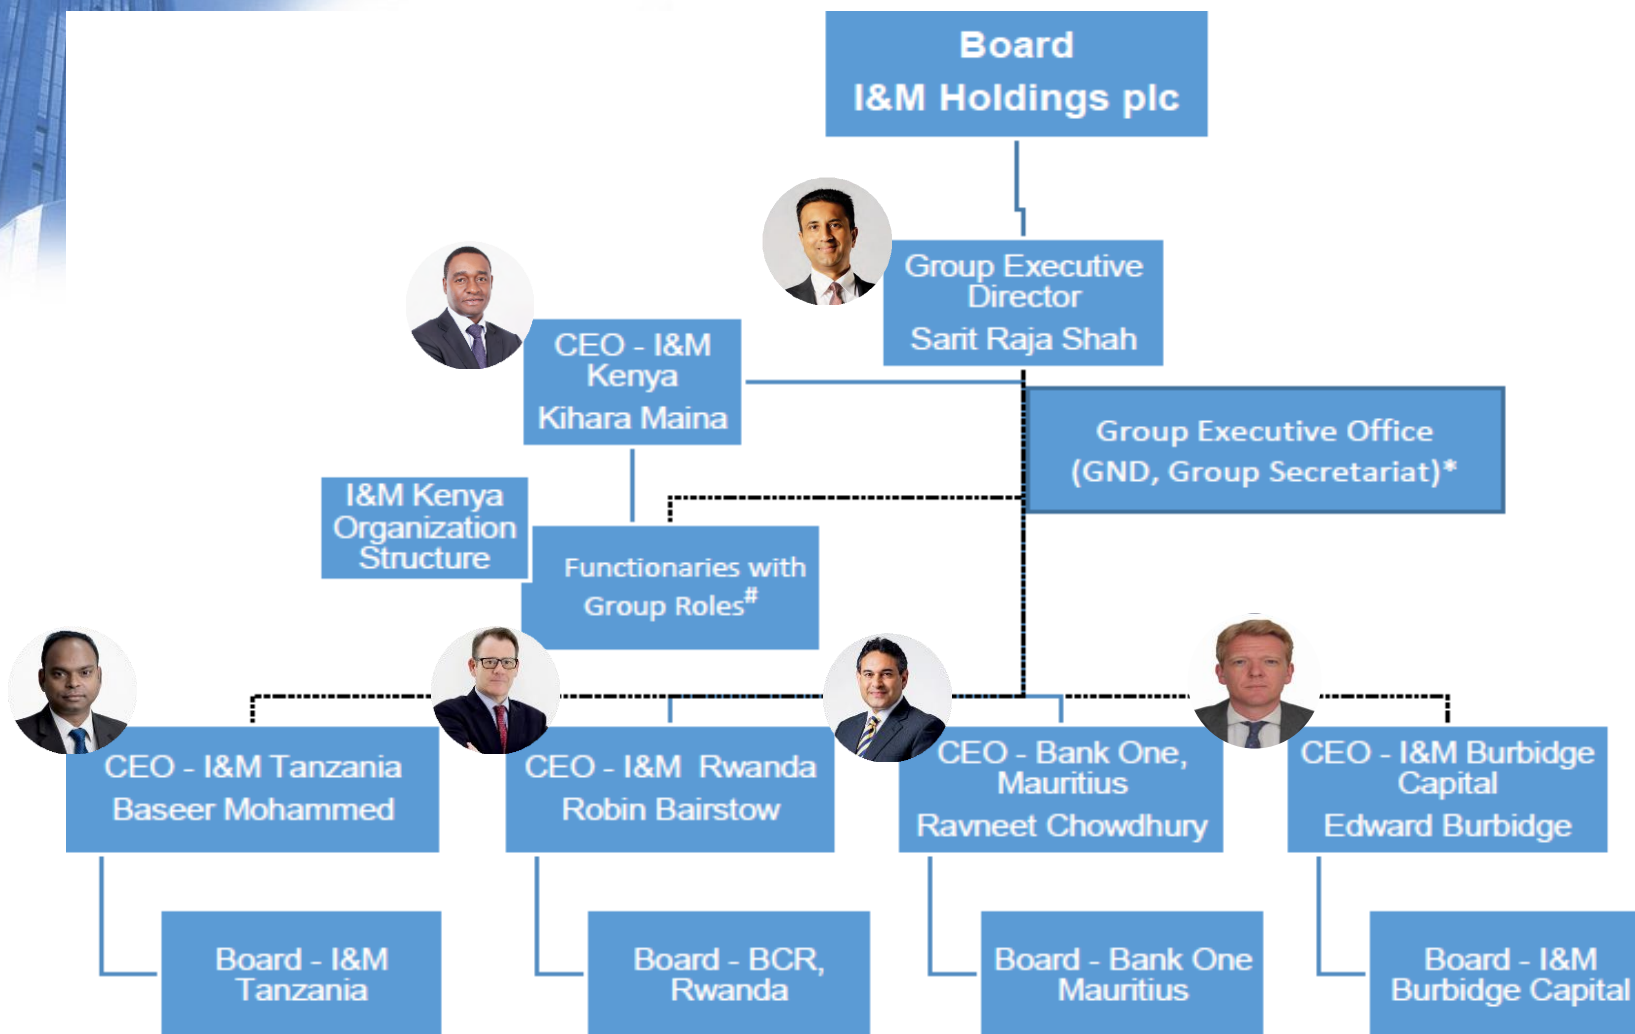 Board
I&M Holdings plc
Group Executive
Director
Sarit Raja Shah
CEO - I&M
Kenya
Kihara Maina
Group Executive Office
(GND, Group Secretariat)*
I&M Kenya
Organization
Structure
Functionaries with
Group Roles#
CEO - I&M Tanzania
Baseer Mohammed
CEO - I&M Rwanda
Robin Bairstow
CEO - Bank One,
Mauritius
Ravneet Chowdhury
CEO - I&M Burbidge
Capital
Edward Burbidge
Board - I&M
Tanzania
Board - BCR,
Rwanda
Board - Bank One
Mauritius
Board - I&M
Burbidge Capital